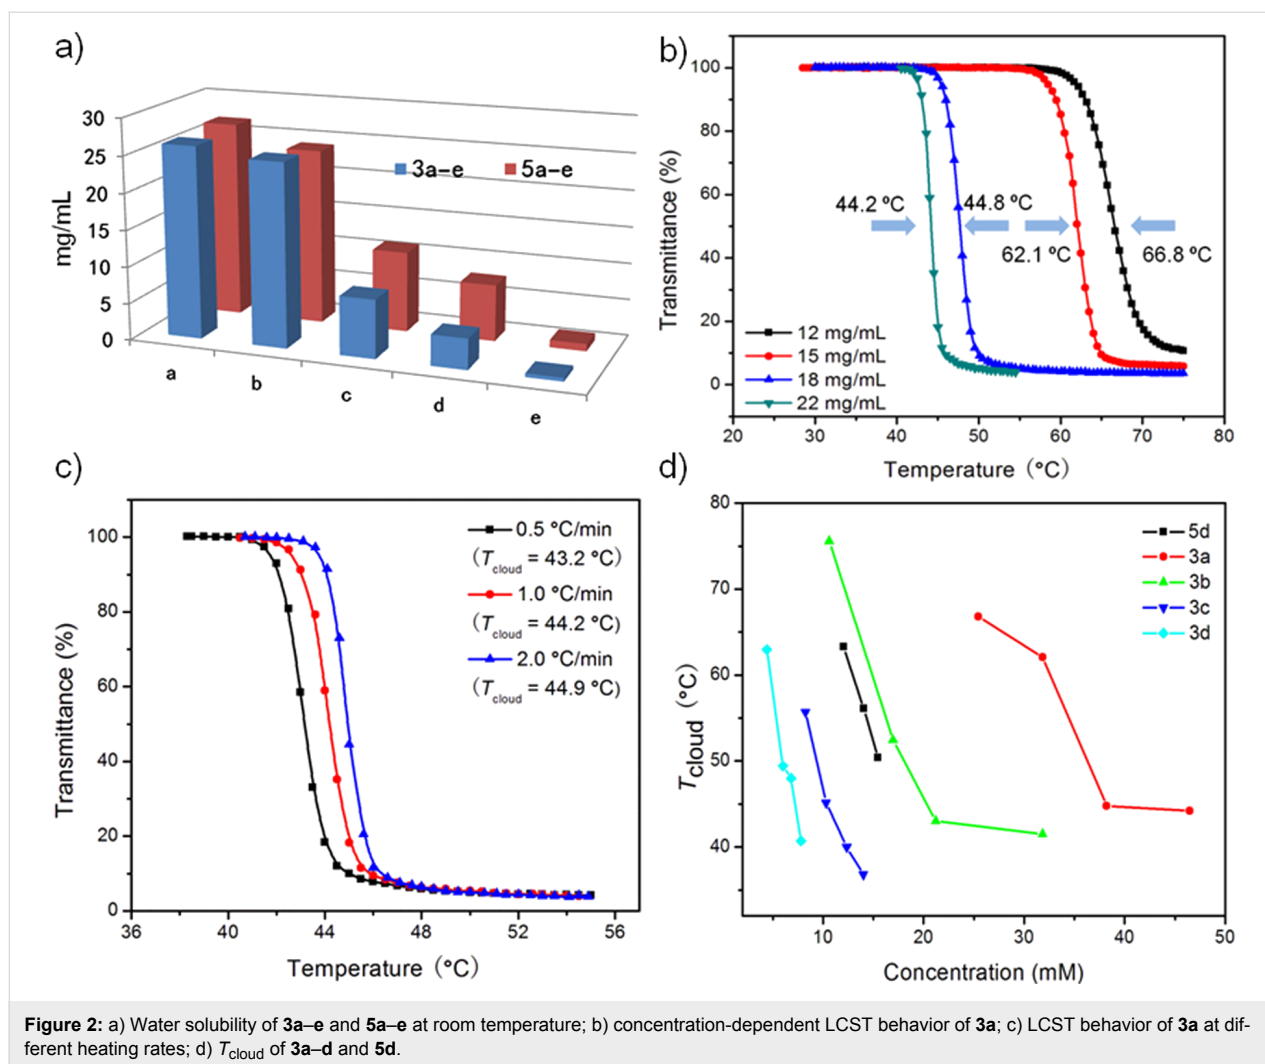 a)
mg/mL
30
25
20
15
10
5
0
3a–e
5a–e
a
b
c
d
e
b)
Transmittance (%)
100
80
60
40
20
0
44.2 ºC
44.8 ºC
62.1 ºC
66.8 ºC
12 mg/mL
15 mg/mL
18 mg/mL
22 mg/mL
20 30 40 50 60 70 80
Temperature (°C)
c)
Transmittance (%)
100
80
60
40
20
0
0.5 °C/min
(Tcloud = 43.2 ºC)
1.0 °C/min
(Tcloud = 44.2 ºC)
2.0 °C/min
(Tcloud = 44.9 ºC)
36 40 44 48 52 56
Temperature (°C)
d)
Tcloud (°C)
80
70
60
50
40
5d
3a
3b
3c
3d
10 20 30 40 50
Concentration (mM)
Figure 2: a) Water solubility of 3a–e and 5a–e at room temperature; b) concentration-dependent LCST behavior of 3a; c) LCST behavior of 3a at dif-
ferent heating rates; d) Tcloud of 3a–d and 5d.